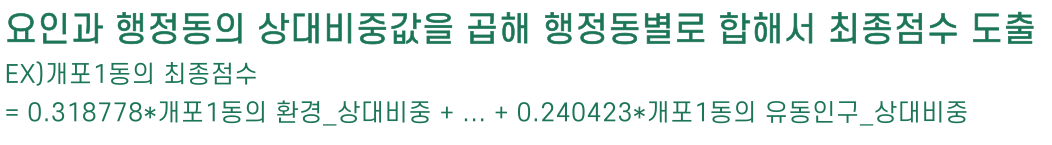 요인과 행정동의 상대비중값을 곱해 행정동별로 합해서 최종점수 도출
EX)개포1동의 최종점수
= 0.318778*개포1동의 환경_상대비중 + ... + 0.240423*개포1동의 유동인구_상대비중